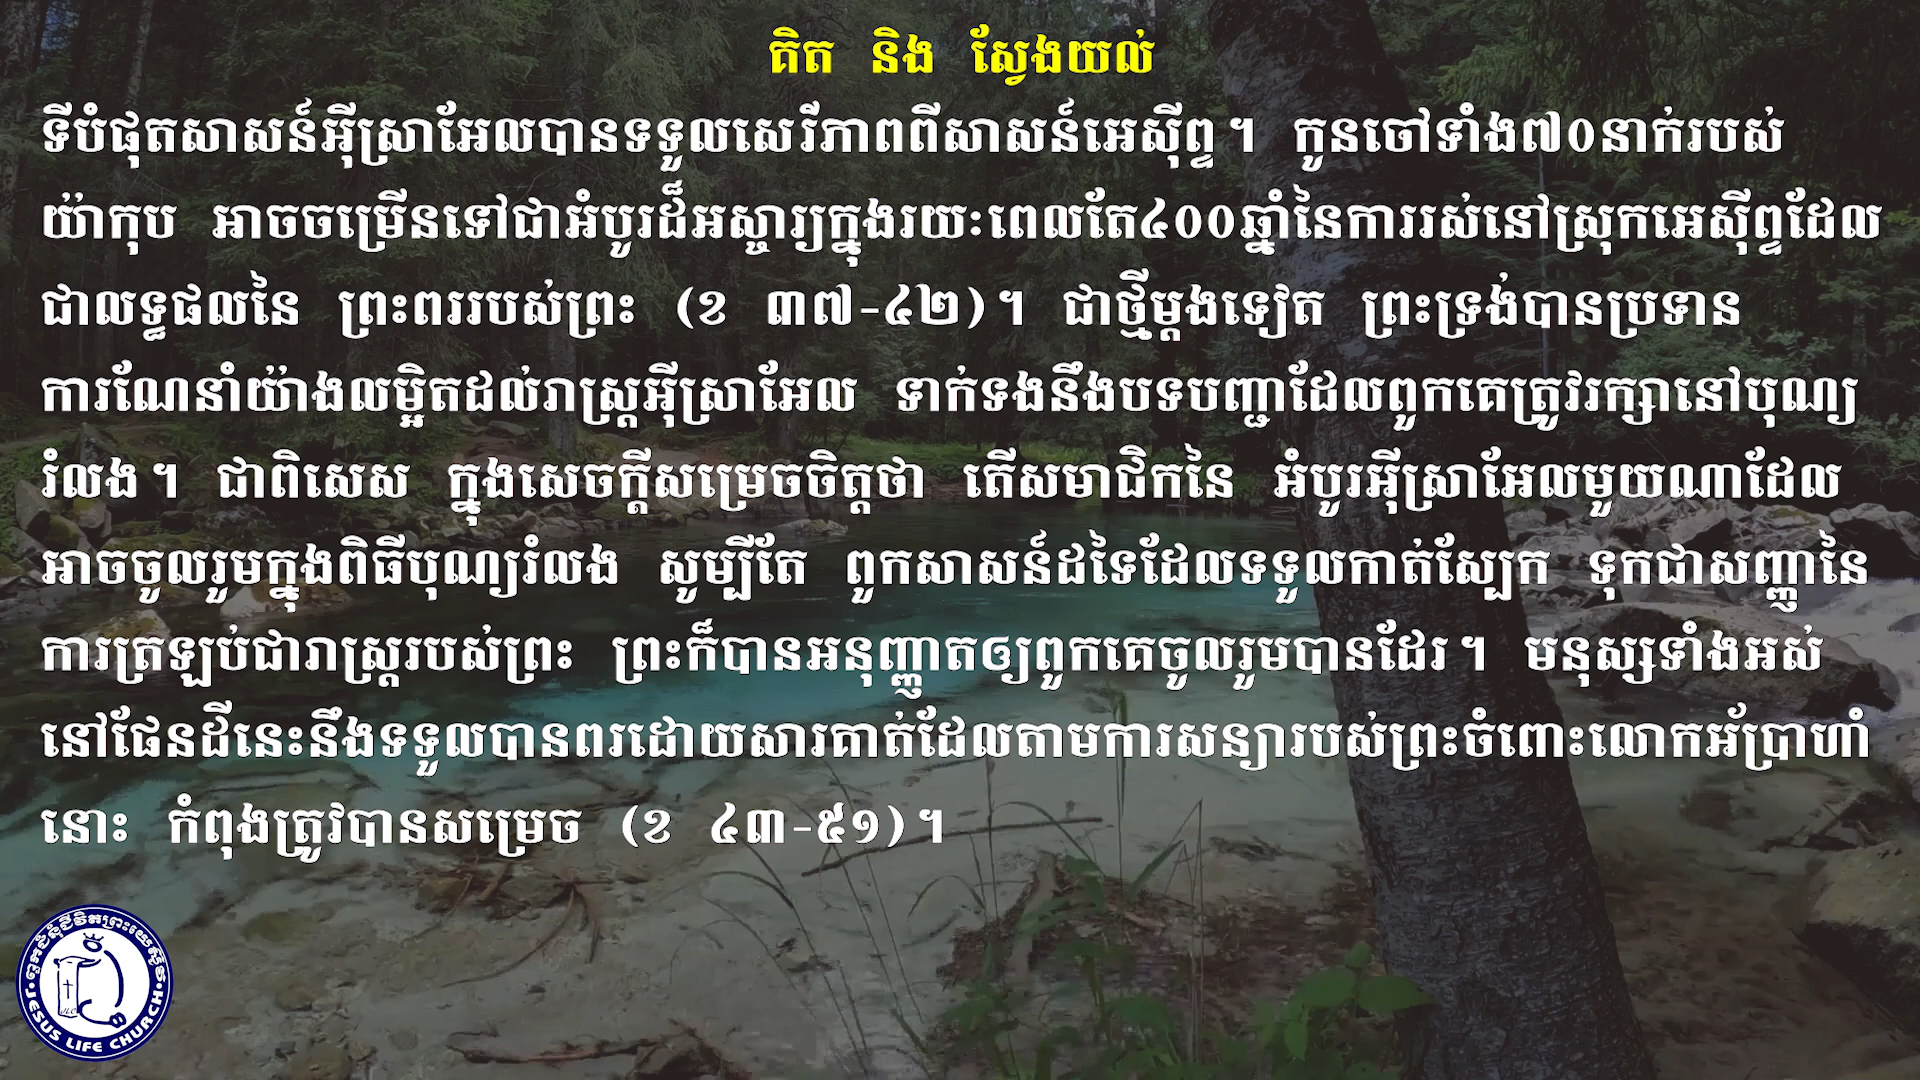 គិត និង ស្វែងយល់
ទីបំផុតសាសន៍អ៊ីស្រាអែលបានទទួលសេរីភាពពីសាសន៍អេស៊ីព្ទ។ កូនចៅទាំង៧០នាក់របស់
យ៉ាកុប អាចចម្រើនទៅជាអំបូរដ៏អស្ចារ្យក្នុងរយៈពេលតែ៤០០ឆ្នាំនៃការរស់នៅស្រុកអេស៊ីព្ទដែល
ជាលទ្ធផលនៃ ព្រះពររបស់ព្រះ (ខ ៣៧-៤២)។ ជាថ្មីម្តងទៀត ព្រះទ្រង់បានប្រទាន
ការណែនាំយ៉ាងលម្អិតដល់រាស្ត្រអ៊ីស្រាអែល ទាក់ទងនឹងបទបញ្ជាដែលពួកគេត្រូវរក្សានៅបុណ្យ
រំលង។ ជាពិសេស ក្នុងសេចក្តីសម្រេចចិត្តថា តើសមាជិកនៃ អំបូរអ៊ីស្រាអែលមួយណាដែល
អាចចូលរួមក្នុងពិធីបុណ្យរំលង សូម្បីតែ ពួកសាសន៍ដទៃដែលទទួលកាត់ស្បែក ទុកជាសញ្ញានៃ
ការត្រឡប់ជារាស្ត្ររបស់ព្រះ ព្រះក៏បានអនុញ្ញាតឲ្យពួកគេចូលរួមបានដែរ។ មនុស្សទាំងអស់
នៅផែនដីនេះនឹងទទួលបានពរដោយសារគាត់ដែលតាមការសន្យារបស់ព្រះចំពោះលោកអ័ប្រាហាំ
នោះ កំពុងត្រូវបានសម្រេច (ខ ៤៣-៥១)។
ពួកជំនុំជីវិតព្រះយេស៊ូវ
JLC
JESUS LIFE CHURCH